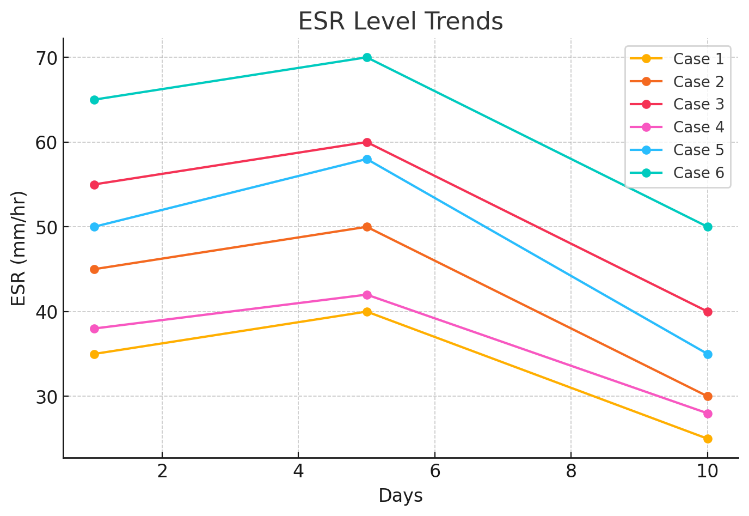 ESR Level Trends
70
60
50
40
30
ESR (mm/hr)
2 4 6 8 10
Days
Case 1
Case 2
Case 3
Case 4
Case 5
Case 6